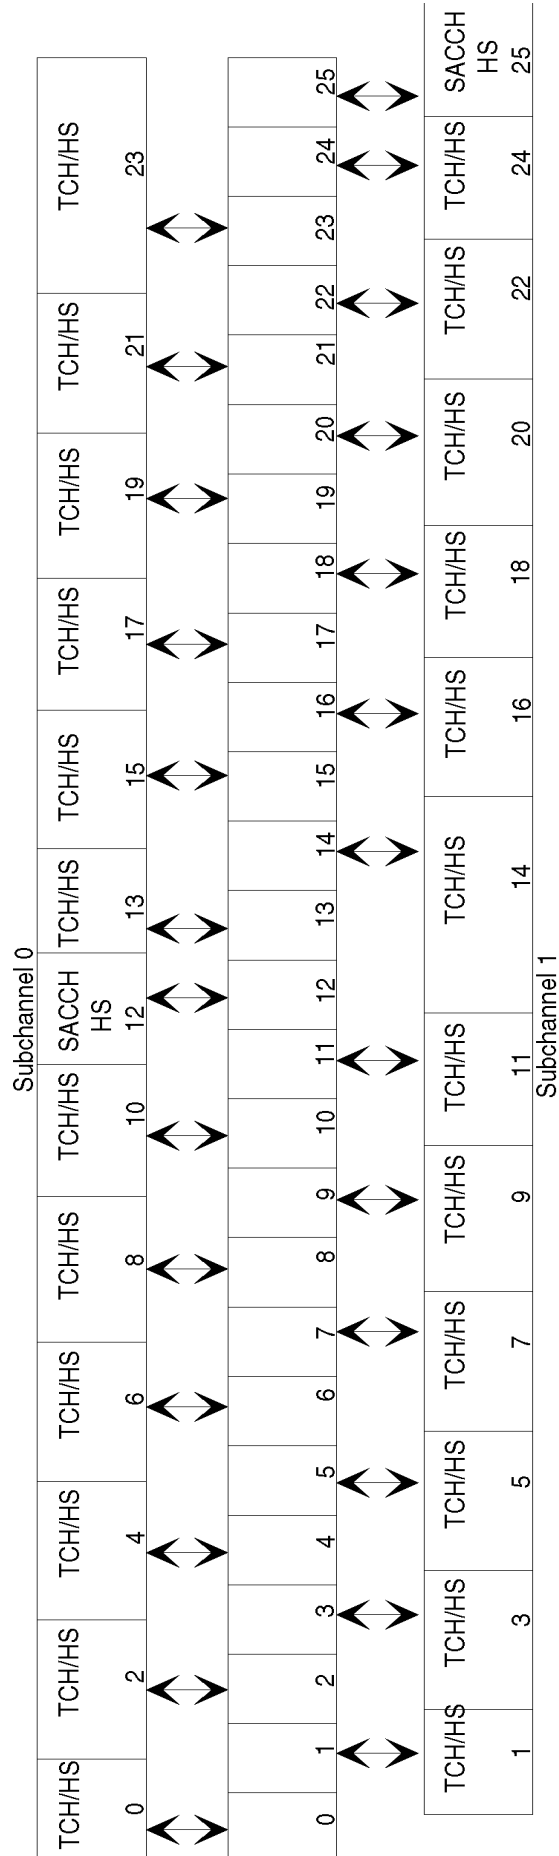 Subchannel 0
TCH/HS TCH/HS TCH/HS TCH/HS TCH/HS TCH/HS SACCH TCH/HS TCH/HS TCH/HS TCH/HS TCH/HS TCH/HS
HS
0 2 4 6 8 10 12 13 15 17 19 21 23
0 1 2 3 4 5 6 7 8 9 10 11 12 13 14 15 16 17 18 19 20 21 22 23 24 25
TCH/HS TCH/HS TCH/HS TCH/HS TCH/HS TCH/HS TCH/HS TCH/HS TCH/HS TCH/HS TCH/HS TCH/HS SACCH
HS
1 3 5 7 9 11 14 16 18 20 22 24 25
Subchannel 1